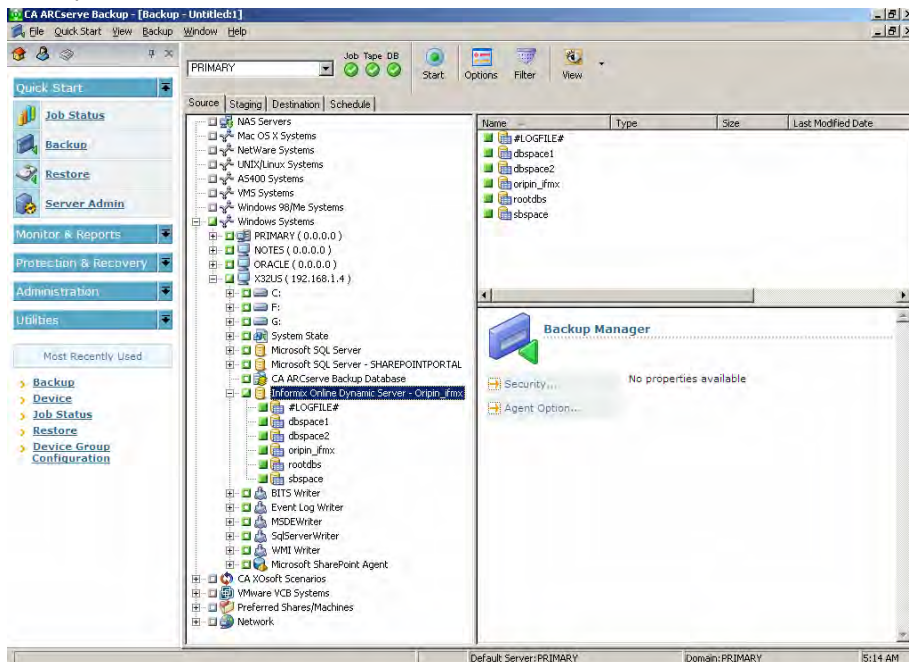 CA ARCserve Backup - [Backup - Untitled:1]
File Quick Start View Backup Window Help
PRIMARY
Job Tape DB
Start Options Filter View
Quick Start
Job Status
Backup
Restore
Server Admin
Monitor & Reports
Protection & Recovery
Administration
Utilities
Most Recently Used
Backup
Device
Job Status
Restore
Device Group
Configuration
Source Staging Destination Schedule
NAS Servers
Mac OS X Systems
NetWare Systems
UNIX/Linux Systems
AS400 Systems
VMS Systems
Windows 98/Me Systems
Windows Systems
PRIMARY ( 0.0.0.0 )
NOTES ( 0.0.0.0 )
ORACLE ( 0.0.0.0 )
X32US ( 192.168.1.4 )
C:
F:
G:
System State
Microsoft SQL Server
Microsoft SQL Server - SHAREPOINTPORTAL
CA ARCserve Backup Database
Informix Online Dynamic Server - Oripin_ifmx
#LOGFILE#
dbspace1
dbspace2
oripin_ifmx
rootdbs
sbspace
BITS Writer
Event Log Writer
MSDEWriter
SqlServerWriter
WMI Writer
Microsoft SharePoint Agent
CA XOsoft Scenarios
VMware VCB Systems
Preferred Shares/Machines
Network
Name Type Size Last Modified Date
#LOGFILE#
dbspace1
dbspace2
oripin_ifmx
rootdbs
sbspace
Backup Manager
Security...
Agent Option...
No properties available
Default Server:PRIMARY Domain:PRIMARY 5:14 AM